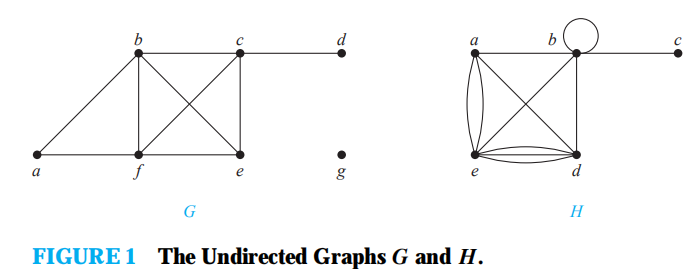 b c d
a b c
a f e g
e d
G H
FIGURE 1 The Undirected Graphs G and H.